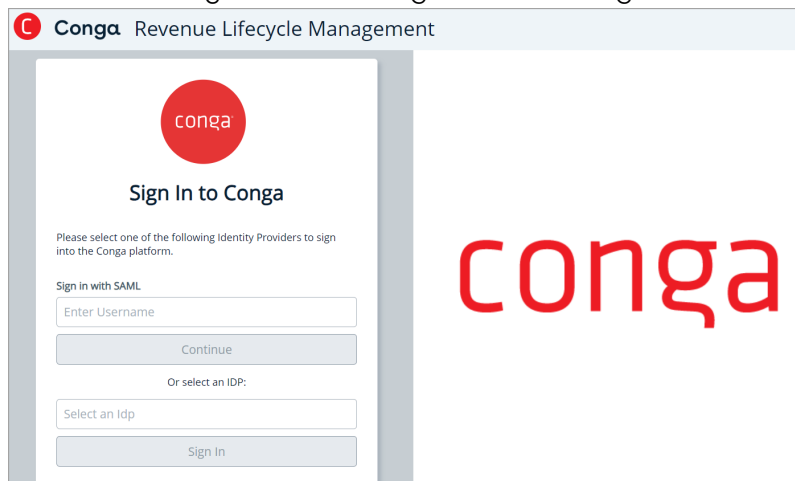 C Conga Revenue Lifecycle Management
conga
Sign In to Conga
Please select one of the following Identity Providers to sign
into the Conga platform.
Sign in with SAML
Enter Username
Continue
Or select an IDP:
Select an Idp
Sign In
conga